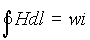 ∮Hdl = wi